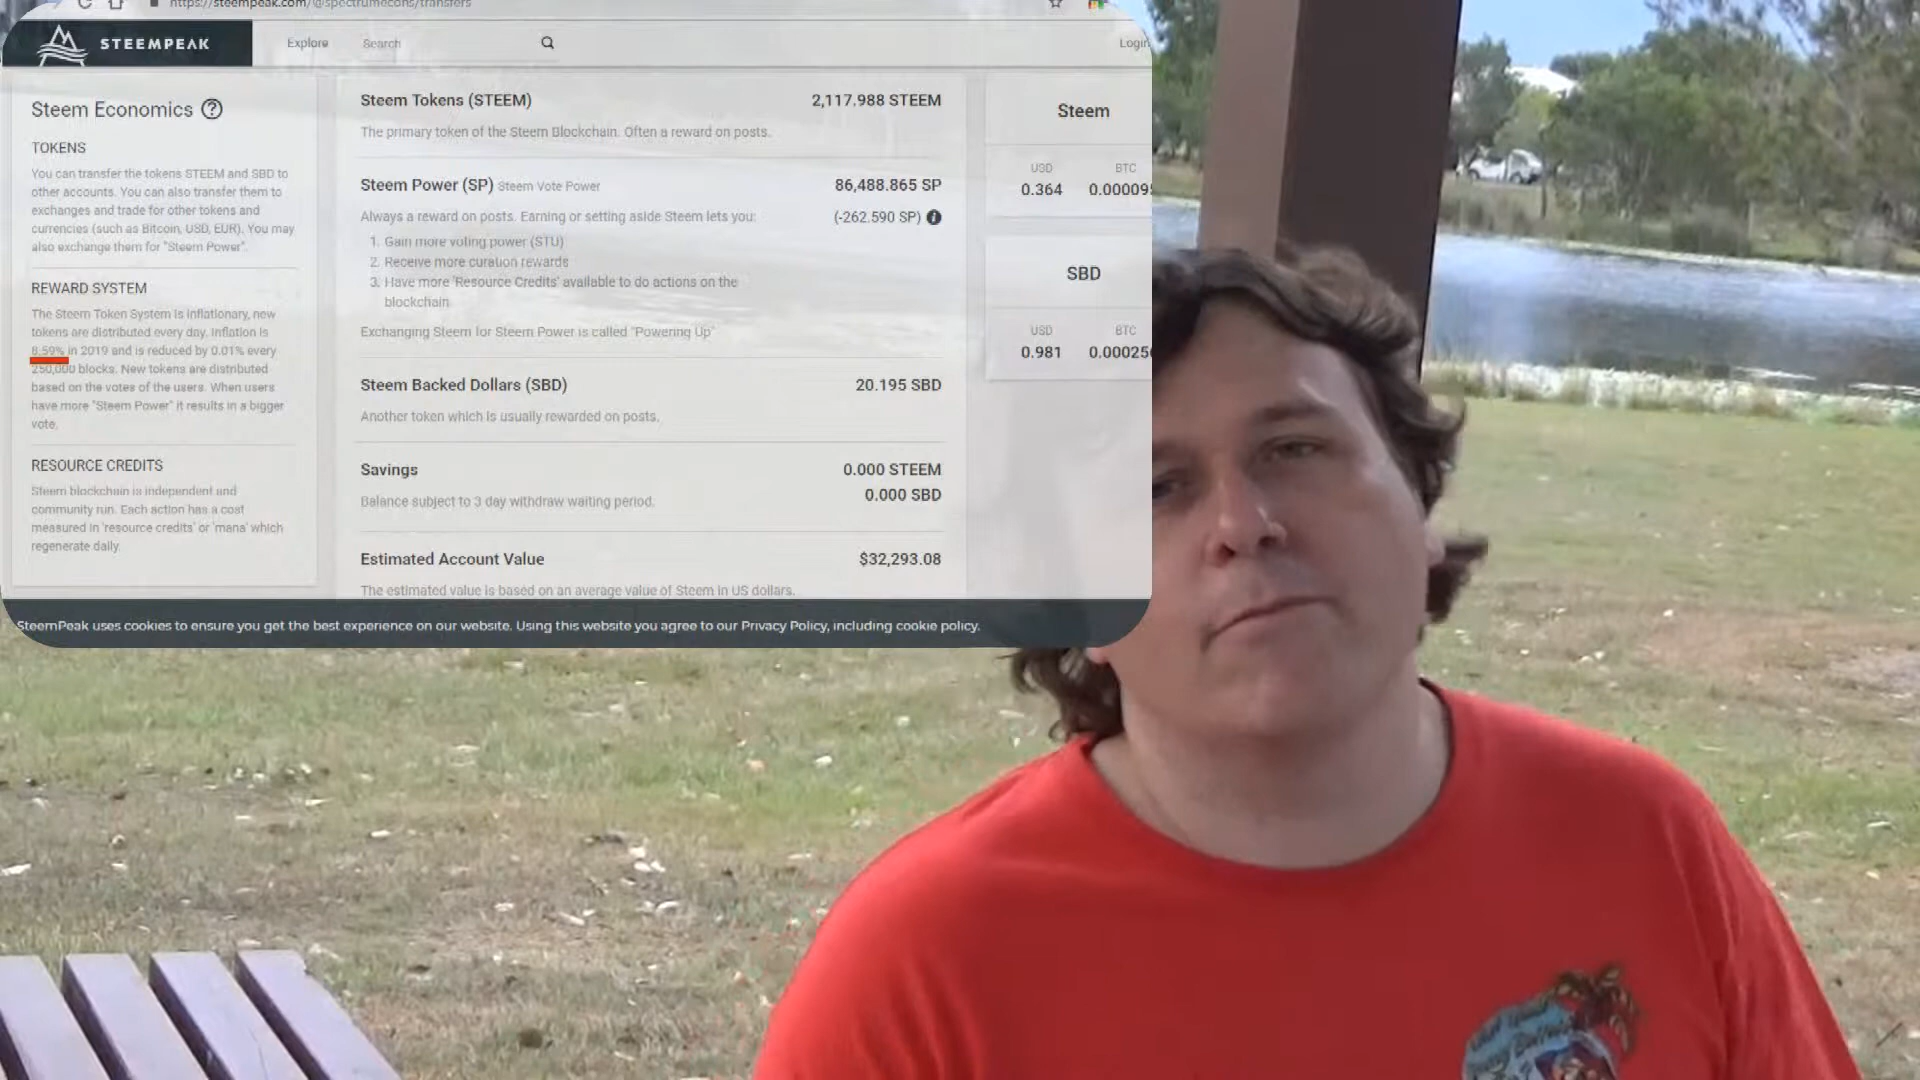 https://steempeak.com/@spectrumecons/transfers
STEEMPEAK
Explore
Search
Login
Steem Economics
TOKENS
You can transfer the tokens STEEM and SBD to
other accounts. You can also transfer them to
exchanges and trade for other tokens and
currencies (such as Bitcoin, USD, EUR). You may
also exchange them for "Steem Power".
REWARD SYSTEM
The Steem Token System is inflationary, new
tokens are distributed every day. Inflation is
8.59% in 2019 and is reduced by 0.01% every
250,000 blocks. New tokens are distributed
based on the votes of the users. When users
have more "Steem Power" it results in a bigger
vote.
RESOURCE CREDITS
Steem blockchain is independent and
community run. Each action has a cost
measured in 'resource credits' or 'mana' which
regenerate daily.
Steem Tokens (STEEM) 2,117.988 STEEM
The primary token of the Steem Blockchain. Often a reward on posts.
Steem Power (SP) Steem Vote Power 86,488.865 SP
Always a reward on posts. Earning or setting aside Steem lets you: (-262.590 SP)
1. Gain more voting power (STU)
2. Receive more curation rewards
3. Have more 'Resource Credits' available to do actions on the
blockchain
Exchanging Steem for Steem Power is called "Powering Up"
Steem Backed Dollars (SBD) 20.195 SBD
Another token which is usually rewarded on posts.
Savings 0.000 STEEM
Balance subject to 3 day withdraw waiting period. 0.000 SBD
Estimated Account Value $32,293.08
The estimated value is based on an average value of Steem in US dollars.
Steem
USD BTC
0.364 0.000095
SBD
USD BTC
0.981 0.000256
SteemPeak uses cookies to ensure you get the best experience on our website. Using this website you agree to our Privacy Policy, including cookie policy.